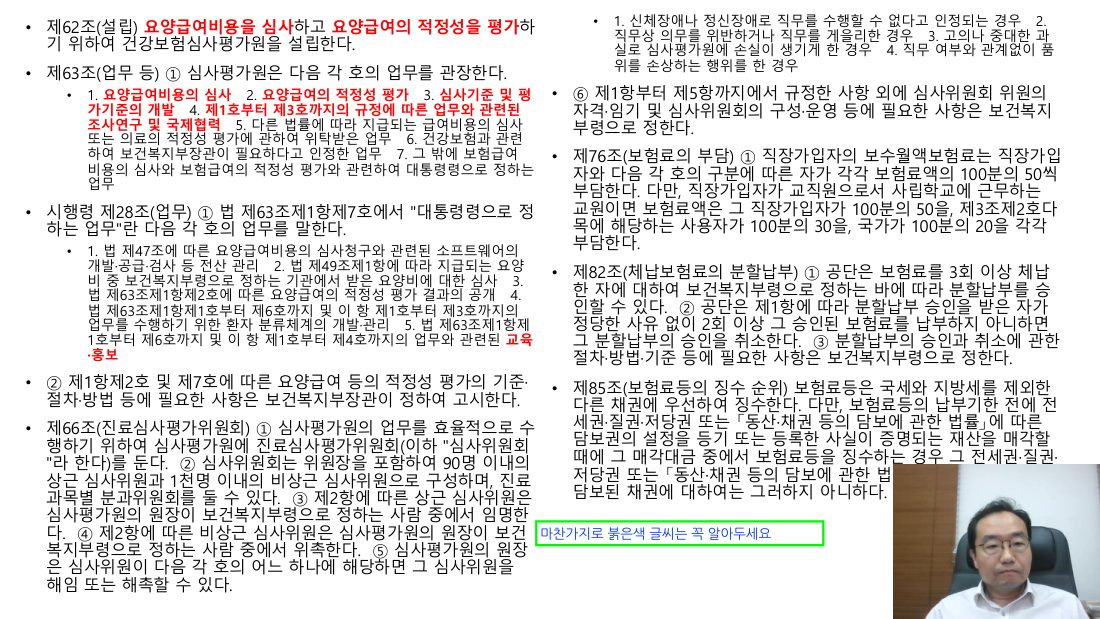 • 제62조(설립) 요양급여비용을 심사하고 요양급여의 적정성을 평가하
기 위하여 건강보험심사평가원을 설립한다.
• 제63조(업무 등) ① 심사평가원은 다음 각 호의 업무를 관장한다.
• 1. 요양급여비용의 심사 2. 요양급여의 적정성 평가 3. 심사기준 및 평
가기준의 개발 4. 제1호부터 제3호까지의 규정에 따른 업무와 관련된
조사연구 및 국제협력 5. 다른 법률에 따라 지급되는 급여비용의 심사
또는 의료의 적정성 평가에 관하여 위탁받은 업무 6. 건강보험과 관련
하여 보건복지부장관이 필요하다고 인정한 업무 7. 그 밖에 보험급여
비용의 심사와 보험급여의 적정성 평가와 관련하여 대통령령으로 정하는
업무
• 시행령 제28조(업무) ① 법 제63조제1항제7호에서 "대통령령으로 정
하는 업무"란 다음 각 호의 업무를 말한다.
• 1. 법 제47조에 따른 요양급여비용의 심사청구와 관련된 소프트웨어의
개발·공급·검사 등 전산 관리 2. 법 제49조제1항에 따라 지급되는 요양
비 중 보건복지부령으로 정하는 기관에서 받은 요양비에 대한 심사 3.
법 제63조제1항제2호에 따른 요양급여의 적정성 평가 결과의 공개 4.
법 제63조제1항제1호부터 제6호까지 및 이 항 제1호부터 제3호까지의
업무를 수행하기 위한 환자 분류체계의 개발·관리 5. 법 제63조제1항제
1호부터 제6호까지 및 이 항 제1호부터 제4호까지의 업무와 관련된 교육
·홍보
• ② 제1항제2호 및 제7호에 따른 요양급여 등의 적정성 평가의 기준·
절차·방법 등에 필요한 사항은 보건복지부장관이 정하여 고시한다.
• 제66조(진료심사평가위원회) ① 심사평가원의 업무를 효율적으로 수
행하기 위하여 심사평가원에 진료심사평가위원회(이하 "심사위원회
"라 한다)를 둔다. ② 심사위원회는 위원장을 포함하여 90명 이내의
상근 심사위원과 1천명 이내의 비상근 심사위원으로 구성하며, 진료
과목별 분과위원회를 둘 수 있다. ③ 제2항에 따른 상근 심사위원은
심사평가원의 원장이 보건복지부령으로 정하는 사람 중에서 임명한
다. ④ 제2항에 따른 비상근 심사위원은 심사평가원의 원장이 보건
복지부령으로 정하는 사람 중에서 위촉한다. ⑤ 심사평가원의 원장
은 심사위원이 다음 각 호의 어느 하나에 해당하면 그 심사위원을
해임 또는 해촉할 수 있다.
• 1. 신체장애나 정신장애로 직무를 수행할 수 없다고 인정되는 경우 2.
직무상 의무를 위반하거나 직무를 게을리한 경우 3. 고의나 중대한 과
실로 심사평가원에 손실이 생기게 한 경우 4. 직무 여부와 관계없이 품
위를 손상하는 행위를 한 경우
• ⑥ 제1항부터 제5항까지에서 규정한 사항 외에 심사위원회 위원의
자격·임기 및 심사위원회의 구성·운영 등에 필요한 사항은 보건복지
부령으로 정한다.
• 제76조(보험료의 부담) ① 직장가입자의 보수월액보험료는 직장가입
자와 다음 각 호의 구분에 따른 자가 각각 보험료액의 100분의 50씩
부담한다. 다만, 직장가입자가 교직원으로서 사립학교에 근무하는
교원이면 보험료액은 그 직장가입자가 100분의 50을, 제3조제2호다
목에 해당하는 사용자가 100분의 30을, 국가가 100분의 20을 각각
부담한다.
• 제82조(체납보험료의 분할납부) ① 공단은 보험료를 3회 이상 체납
한 자에 대하여 보건복지부령으로 정하는 바에 따라 분할납부를 승
인할 수 있다. ② 공단은 제1항에 따라 분할납부 승인을 받은 자가
정당한 사유 없이 2회 이상 그 승인된 보험료를 납부하지 아니하면
그 분할납부의 승인을 취소한다. ③ 분할납부의 승인과 취소에 관한
절차·방법·기준 등에 필요한 사항은 보건복지부령으로 정한다.
• 제85조(보험료등의 징수 순위) 보험료등은 국세와 지방세를 제외한
다른 채권에 우선하여 징수한다. 다만, 보험료등의 납부기한 전에 전
세권·질권·저당권 또는 「동산·채권 등의 담보에 관한 법률」에 따른
담보권의 설정을 등기 또는 등록한 사실이 증명되는 재산을 매각할
때에 그 매각대금 중에서 보험료등을 징수하는 경우 그 전세권·질권·
저당권 또는 「동산·채권 등의 담보에 관한 법
담보된 채권에 대하여는 그러하지 아니하다.
마찬가지로 붉은색 글씨는 꼭 알아두세요